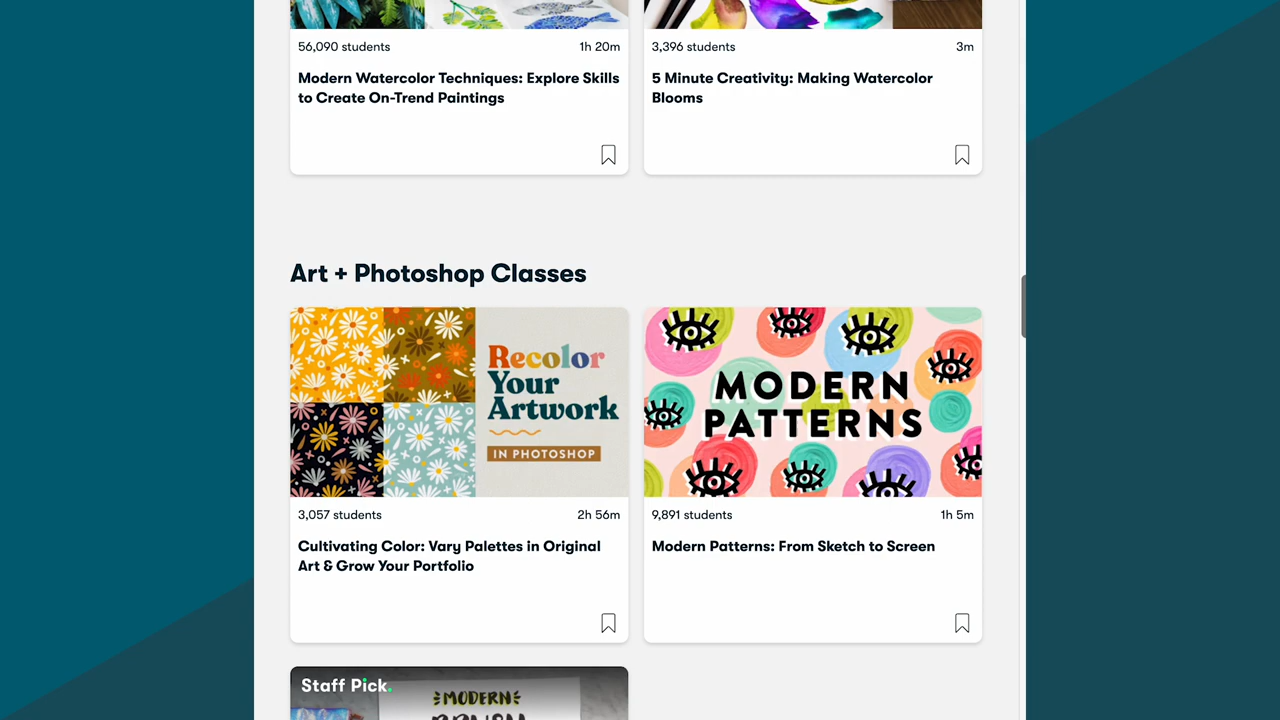 56,090 students 1h 20m
Modern Watercolor Techniques: Explore Skills
to Create On-Trend Paintings
3,396 students 3m
5 Minute Creativity: Making Watercolor
Blooms
Art + Photoshop Classes
Recolor
Your
Artwork
IN PHOTOSHOP
3,057 students 2h 56m
Cultivating Color: Vary Palettes in Original
Art & Grow Your Portfolio
MODERN
PATTERNS
9,891 students 1h 5m
Modern Patterns: From Sketch to Screen
Staff Pick.
MODERN